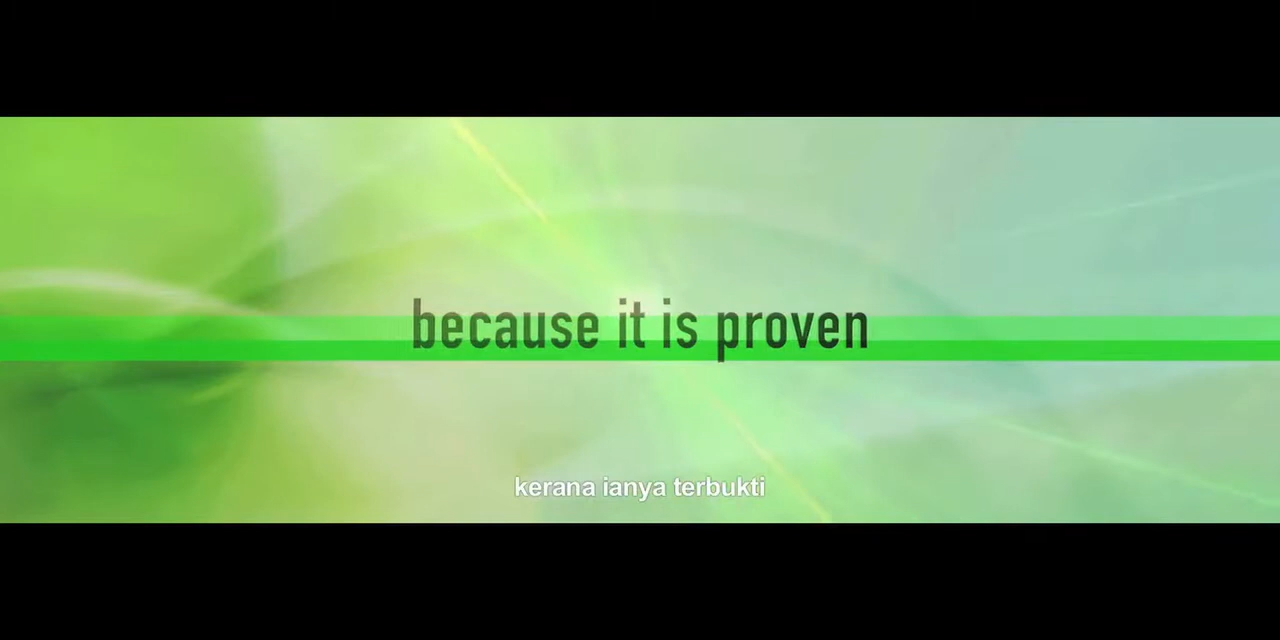 because it is proven
kerana ianya terbukti